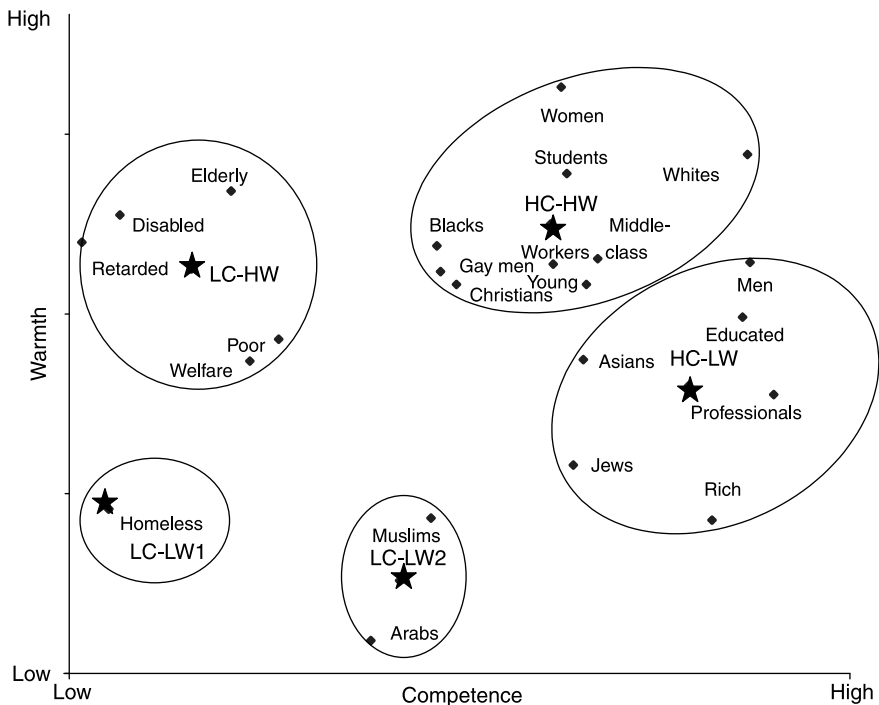 High
Women
Students
Elderly
Whites
HC-HW
Disabled
Blacks
Middle-
Workers
class
Retarded
LC-HW
Gay men
Young
Christians
Men
Warmth
Educated
Poor
Asians
HC-LW
Welfare
Professionals
Jews
Rich
Homeless
Muslims
LC-LW1
LC-LW2
Arabs
Low
Low
Competence
High